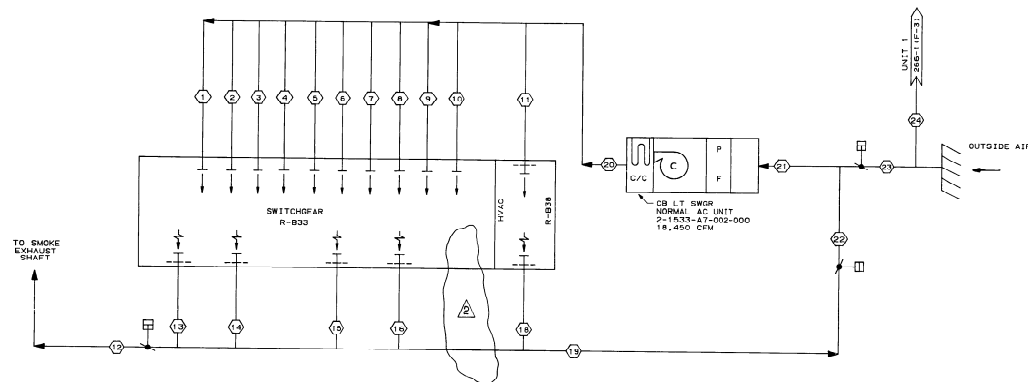 UNIT 1
266-1 (F-3)
1
2
3
4
5
6
7
8
9
10
11
24
OUTSIDE AIR
P
C
F
C/C
20
21
23
CB LT SWGR
NORMAL AC UNIT
2-1533-A7-002-000
18,450 CFM
SWITCHGEAR
R-B33
HVAC
R-B38
22
TO SMOKE
EXHAUST
SHAFT
2
13
14
15
16
18
12
19